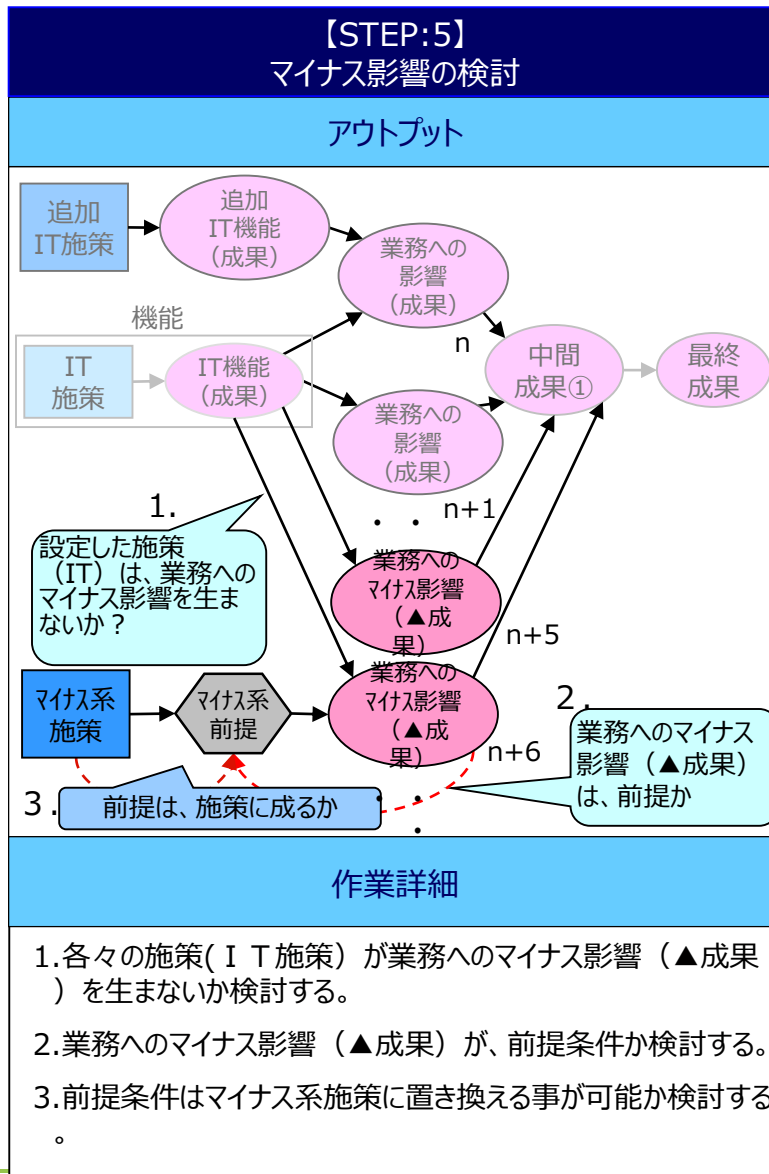 【STEP:5】
マイナス影響の検討
アウトプット
追加
IT施策
追加
IT機能
（成果）
業務への
影響
（成果）
機能
n
IT
施策
IT機能
（成果）
中間
成果①
最終
成果
業務への
影響
（成果）
1.
・ ・
n+1
設定した施策
（IT）は、業務への
マイナス影響を生ま
ないか？
業務への
ﾏｲﾅｽ影響
（▲成
果）
n+5
ﾏｲﾅｽ系
施策
ﾏｲﾅｽ系
前提
業務への
ﾏｲﾅｽ影響
（▲成
果）
2.
n+6
業務へのマイナス
影響（▲成果）
は、前提か
3.
前提は、施策に成るか
・ ・
・
作業詳細
1.各々の施策(ＩＴ施策）が業務へのマイナス影響（▲成果
）を生まないか検討する。
2.業務へのマイナス影響（▲成果）が、前提条件か検討する。
3.前提条件はマイナス系施策に置き換える事が可能か検討する
。